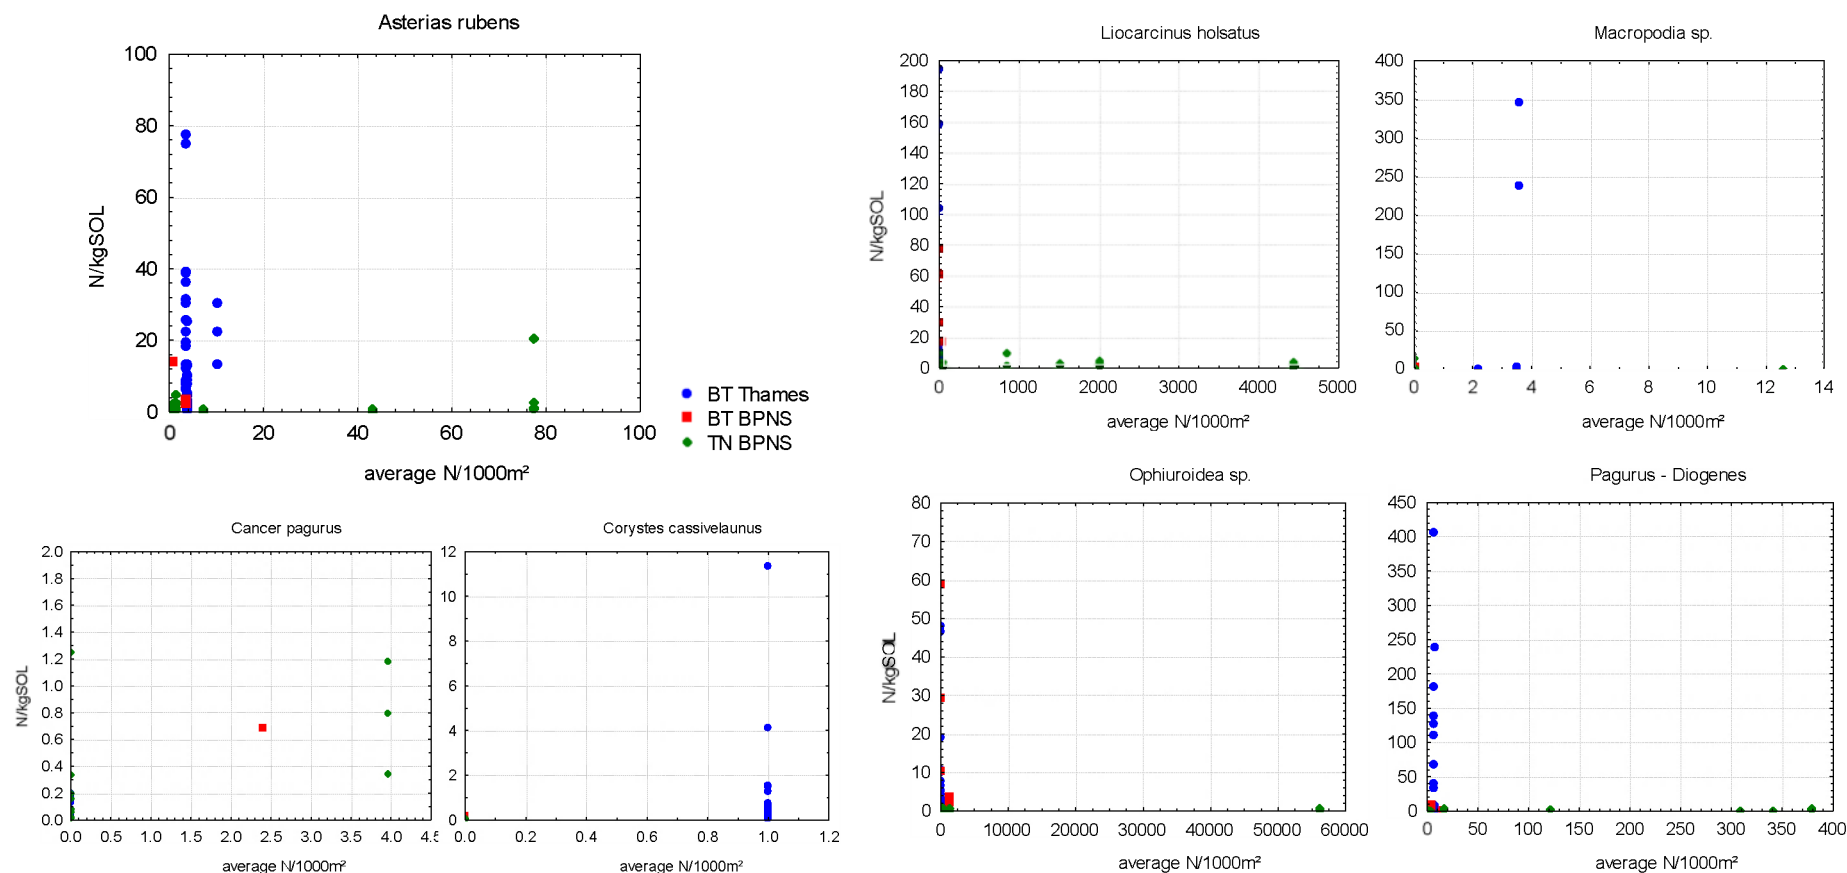 Asterias rubens
100
80
60
40
20
0
N/kgSOL
0 20 40 60 80 100
average N/1000m²
BT Thames
BT BPNS
TN BPNS
Liocarcinus holsatus
200
180
160
140
120
100
80
60
40
20
0
N/kgSOL
0 1000 2000 3000 4000 5000
average N/1000m²
Macropodia sp.
400
350
300
250
200
150
100
50
0
0 2 4 6 8 10 12 14
average N/1000m²
Cancer pagurus
2.0
1.8
1.6
1.4
1.2
1.0
0.8
0.6
0.4
0.2
0.0
N/kgSOL
0.0 0.5 1.0 1.5 2.0 2.5 3.0 3.5 4.0 4.5
average N/1000m²
Corystes cassivelaunus
12
10
8
6
4
2
0
0.0 0.2 0.4 0.6 0.8 1.0 1.2
average N/1000m²
Ophiuroidea sp.
80
70
60
50
40
30
20
10
0
N/kgSOL
0 10000 20000 30000 40000 50000 60000
average N/1000m²
Pagurus - Diogenes
450
400
350
300
250
200
150
100
50
0
0 50 100 150 200 250 300 350 400
average N/1000m²